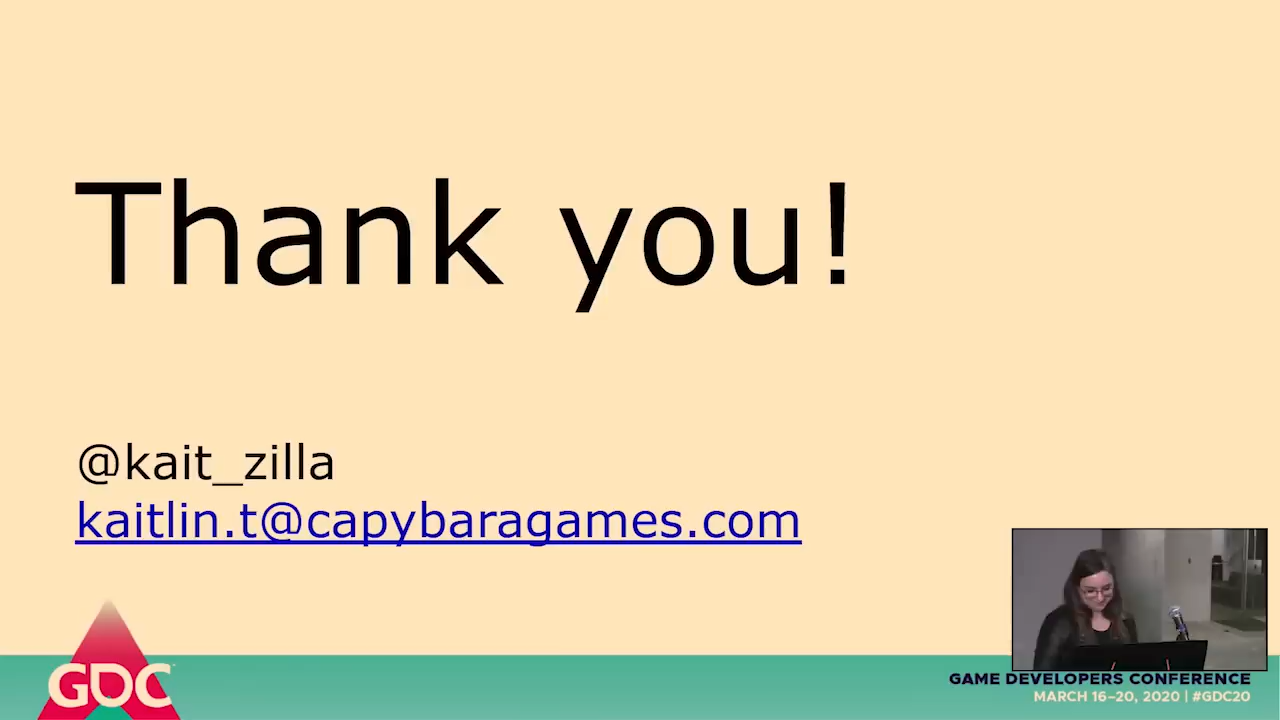 Thank you!
@kait_zilla
kaitlin.t@capybaragames.com
GDC
GAME DEVELOPERS CONFERENCE
MARCH 16–20, 2020 | #GDC20